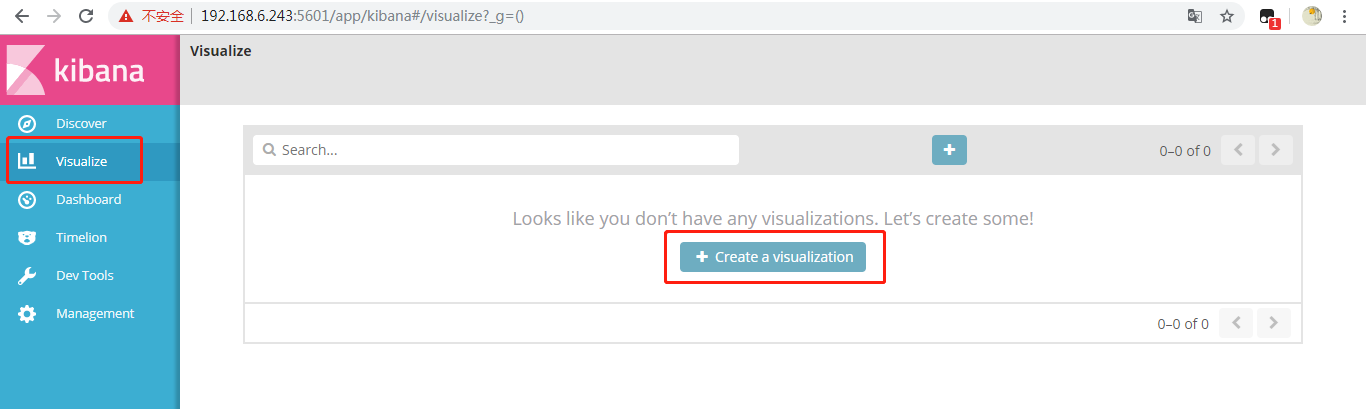 不安全 192.168.6.243:5601/app/kibana#/visualize?_g=()
1
kibana
Visualize
Discover
Visualize
Dashboard
Timelion
Dev Tools
Management
Search...
0–0 of 0
Looks like you don’t have any visualizations. Let’s create some!
Create a visualization
0–0 of 0